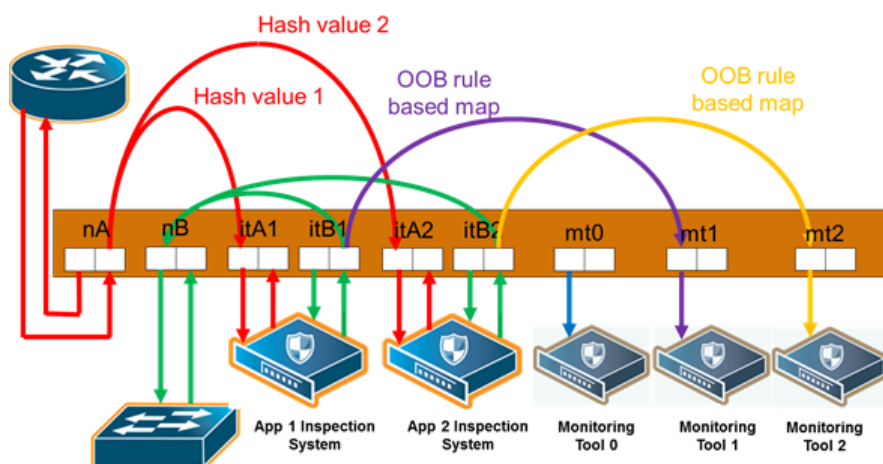 Hash value 2
Hash value 1
OOB rule
based map
OOB rule
based map
nA
nB
itA1
itB1
itA2
itB2
mt0
mt1
mt2
App 1 Inspection
System
App 2 Inspection
System
Monitoring
Tool 0
Monitoring
Tool 1
Monitoring
Tool 2